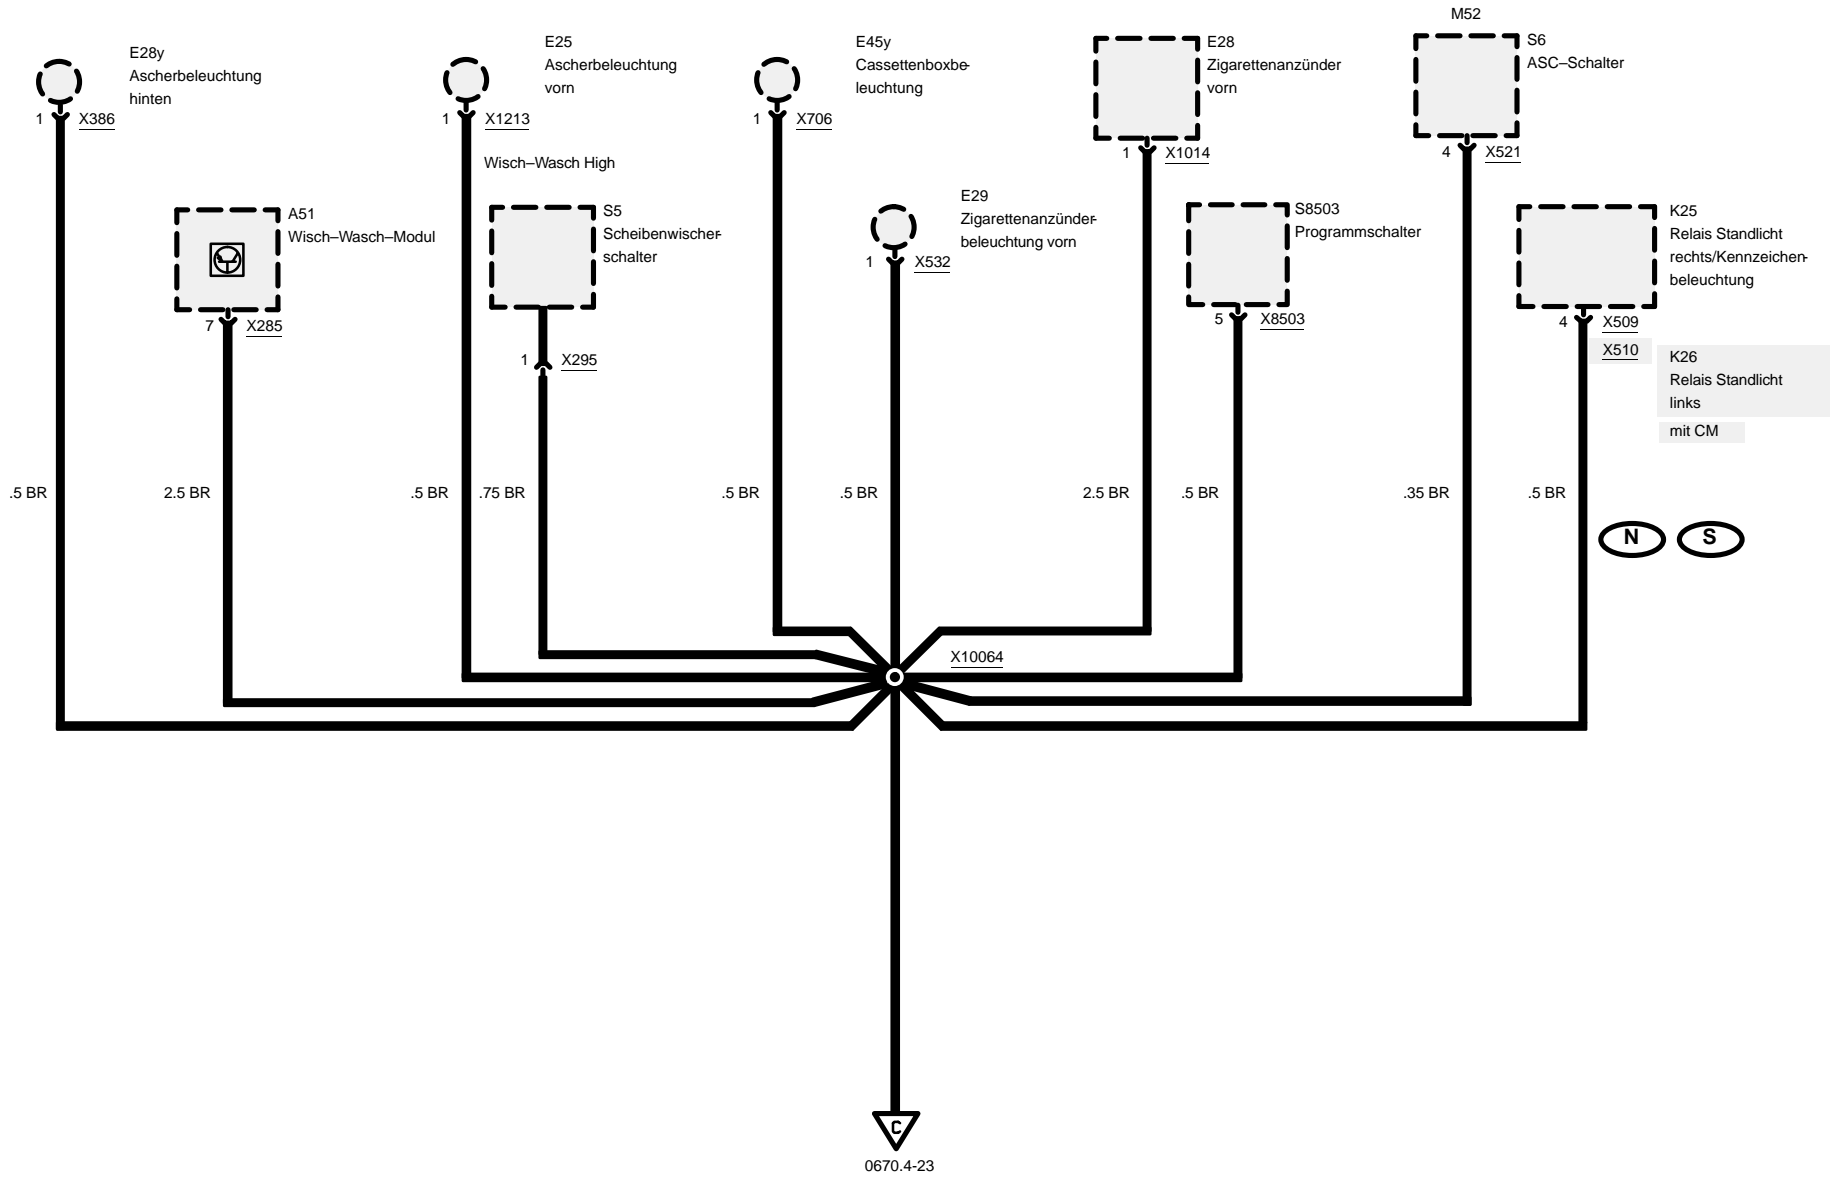 M52
E28y
Ascherbeleuchtung
hinten
1 X386
E25
Ascherbeleuchtung
vorn
1 X1213
E45y
Cassettenboxbe-
leuchtung
1 X706
E28
Zigarettenanzünder
vorn
1 X1014
S6
ASC–Schalter
4 X521
Wisch–Wasch High
A51
Wisch–Wasch–Modul
7 X285
S5
Scheibenwischer-
schalter
1 X295
E29
Zigarettenanzünder-
beleuchtung vorn
1 X532
S8503
Programmschalter
5 X8503
K25
Relais Standlicht
rechts/Kennzeichen-
beleuchtung
4 X509
X510
K26
Relais Standlicht
links
mit CM
.5 BR
2.5 BR
.5 BR
.75 BR
.5 BR
.5 BR
2.5 BR
.5 BR
.35 BR
.5 BR
N
S
X10064
C
0670.4-23